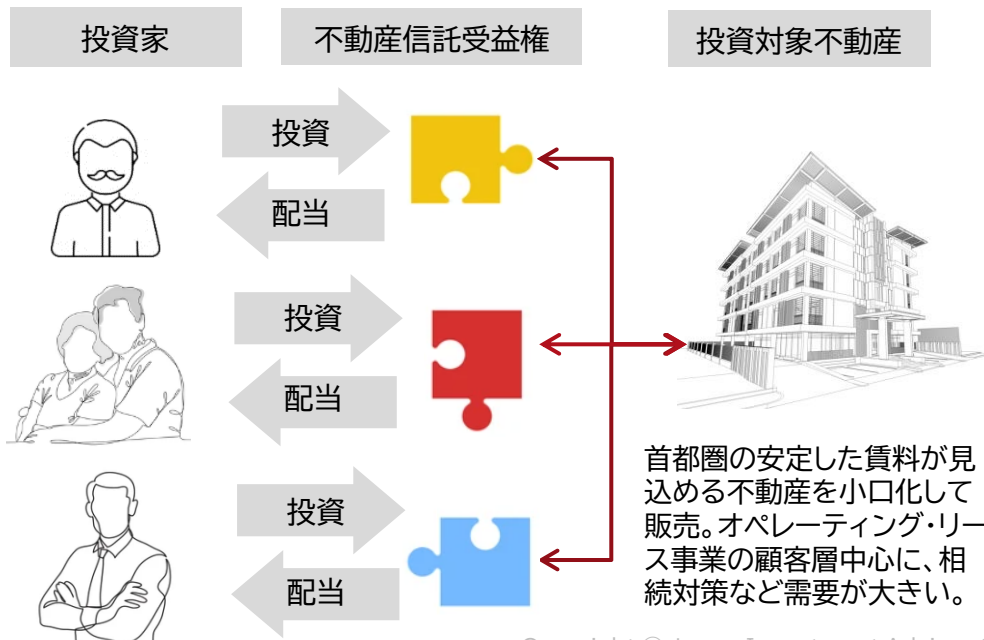 投資家
不動産信託受益権
投資対象不動産
投資
配当
投資
配当
投資
配当
首都圏の安定した賃料が見
込める不動産を小口化して
販売。オペレーティング・リー
ス事業の顧客層中心に、相
続対策など需要が大きい。